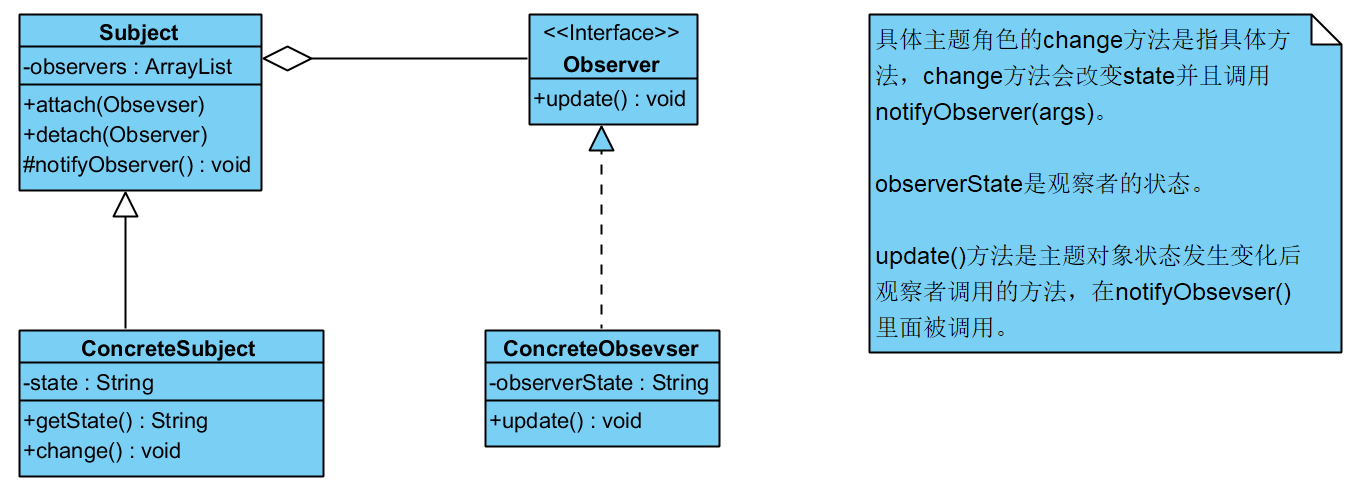 Subject
-observers : ArrayList
+attach(Obsevser)
+detach(Observer)
#notifyObserver() : void
<<Interface>>
Observer
+update() : void
ConcreteSubject
-state : String
+getState() : String
+change() : void
ConcreteObsevser
-observerState : String
+update() : void
具体主题角色的change方法是指具体方
法，change方法会改变state并且调用
notifyObserver(args)。
observerState是观察者的状态。
update()方法是主题对象状态发生变化后
观察者调用的方法，在notifyObsevser()
里面被调用。